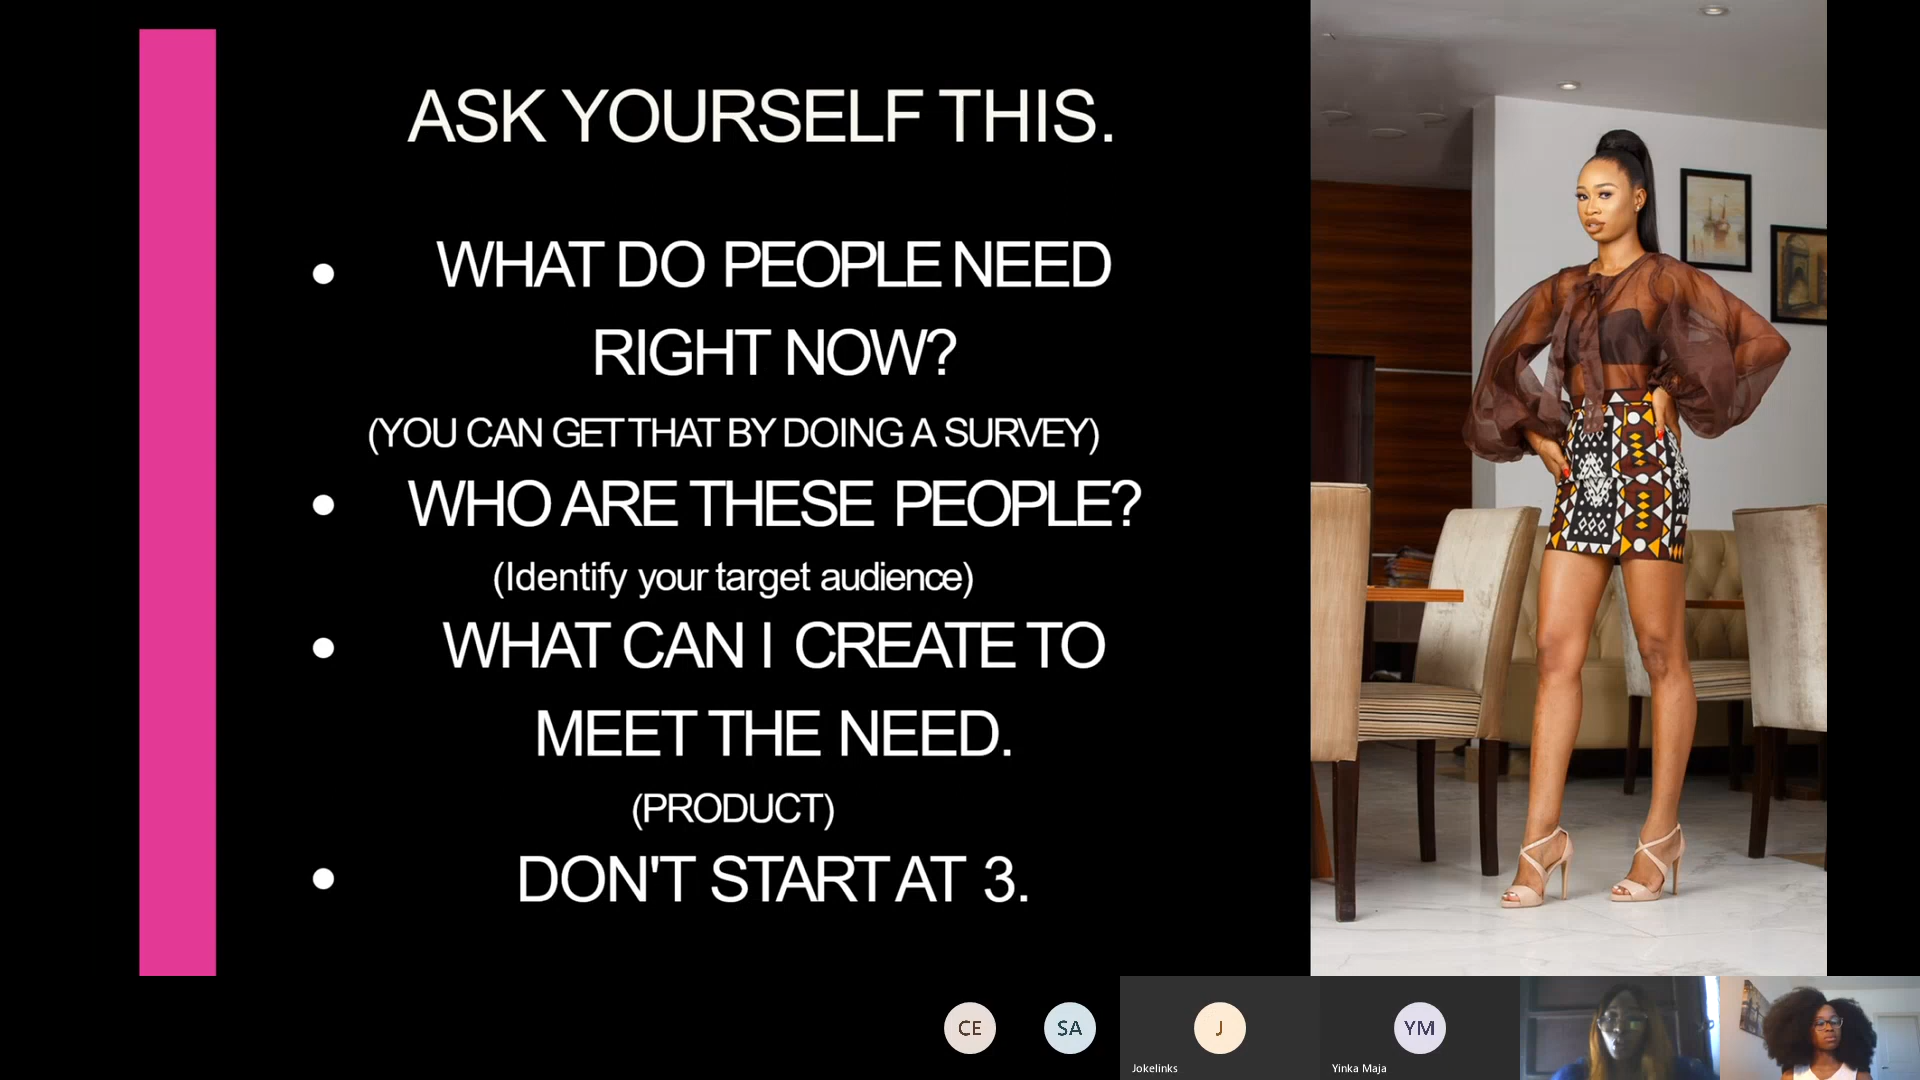 ASK YOURSELF THIS.
• WHAT DO PEOPLE NEED
RIGHT NOW?
(YOU CAN GET THAT BY DOING A SURVEY)
• WHO ARE THESE PEOPLE?
(Identify your target audience)
• WHAT CAN I CREATE TO
MEET THE NEED.
(PRODUCT)
• DON'T START AT 3.
CE
SA
J
YM
Jokelinks
Yinka Maja